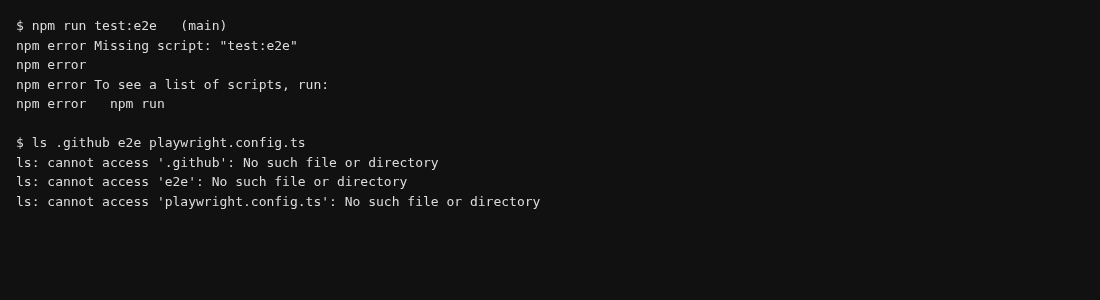 $ npm run test:e2e   (main)
npm error Missing script: "test:e2e"
npm error
npm error To see a list of scripts, run:
npm error   npm run

$ ls .github e2e playwright.config.ts
ls: cannot access '.github': No such file or directory
ls: cannot access 'e2e': No such file or directory
ls: cannot access 'playwright.config.ts': No such file or directory